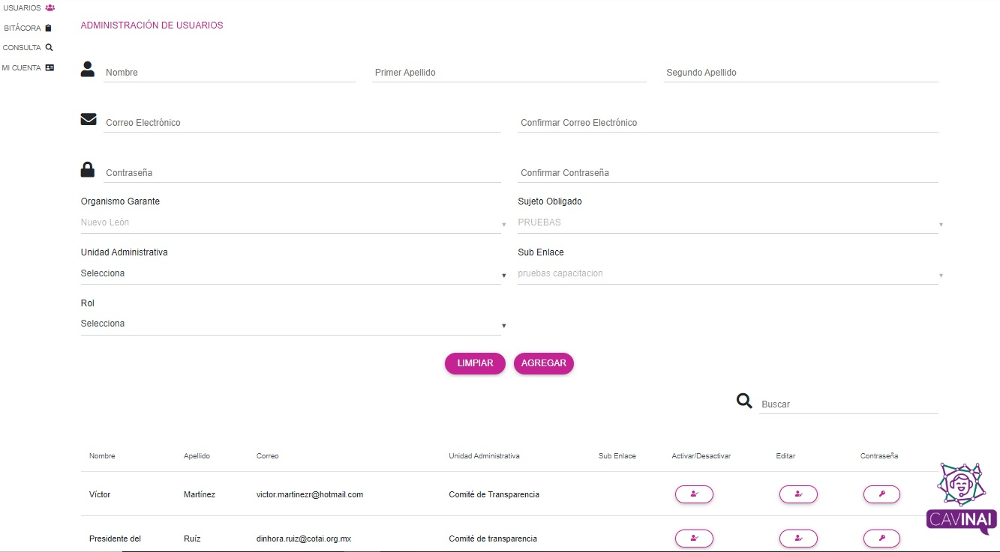 USUARIOS
BITÁCORA
CONSULTA
MI CUENTA
ADMINISTRACIÓN DE USUARIOS
Nombre Primer Apellido Segundo Apellido
Correo Electrónico Confirmar Correo Electrónico
Contraseña Confirmar Contraseña
Organismo Garante Sujeto Obligado
Nuevo León PRUEBAS
Unidad Administrativa Sub Enlace
Selecciona pruebas capacitacion
Rol
Selecciona
LIMPIAR AGREGAR
Buscar
Nombre Apellido Correo Unidad Administrativa Sub Enlace Activar/Desactivar Editar Contraseña
Víctor Martínez victor.martinezr@hotmail.com Comité de Transparencia
CAVINAI
Presidente del Ruíz dinhora.ruiz@cotai.org.mx Comité de transparencia